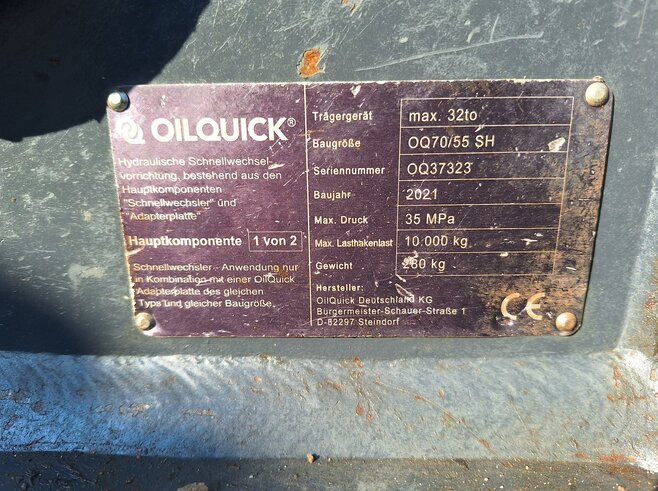 OILQUICK®
Hydraulische Schnellwechsel
vorrichtung, bestehend aus den
Hauptkomponenten
"Schnellwechsler" und
"Adapterplatte"
Hauptkomponente 1 von 2
Schnellwechsler - Anwendung nur
in Kombination mit einer OilQuick
Adapterplatte des gleichen
Typs und gleicher Baugröße.
Trägergerät max. 32to
Baugröße OQ70/55 SH
Seriennummer OQ37323
Baujahr 2021
Max. Druck 35 MPa
Max. Lasthakenlast 10.000 kg
Gewicht 260 kg
Hersteller:
OilQuick Deutschland KG
Bürgermeister-Schauer-Straße 1
D-82297 Steindorf
CE